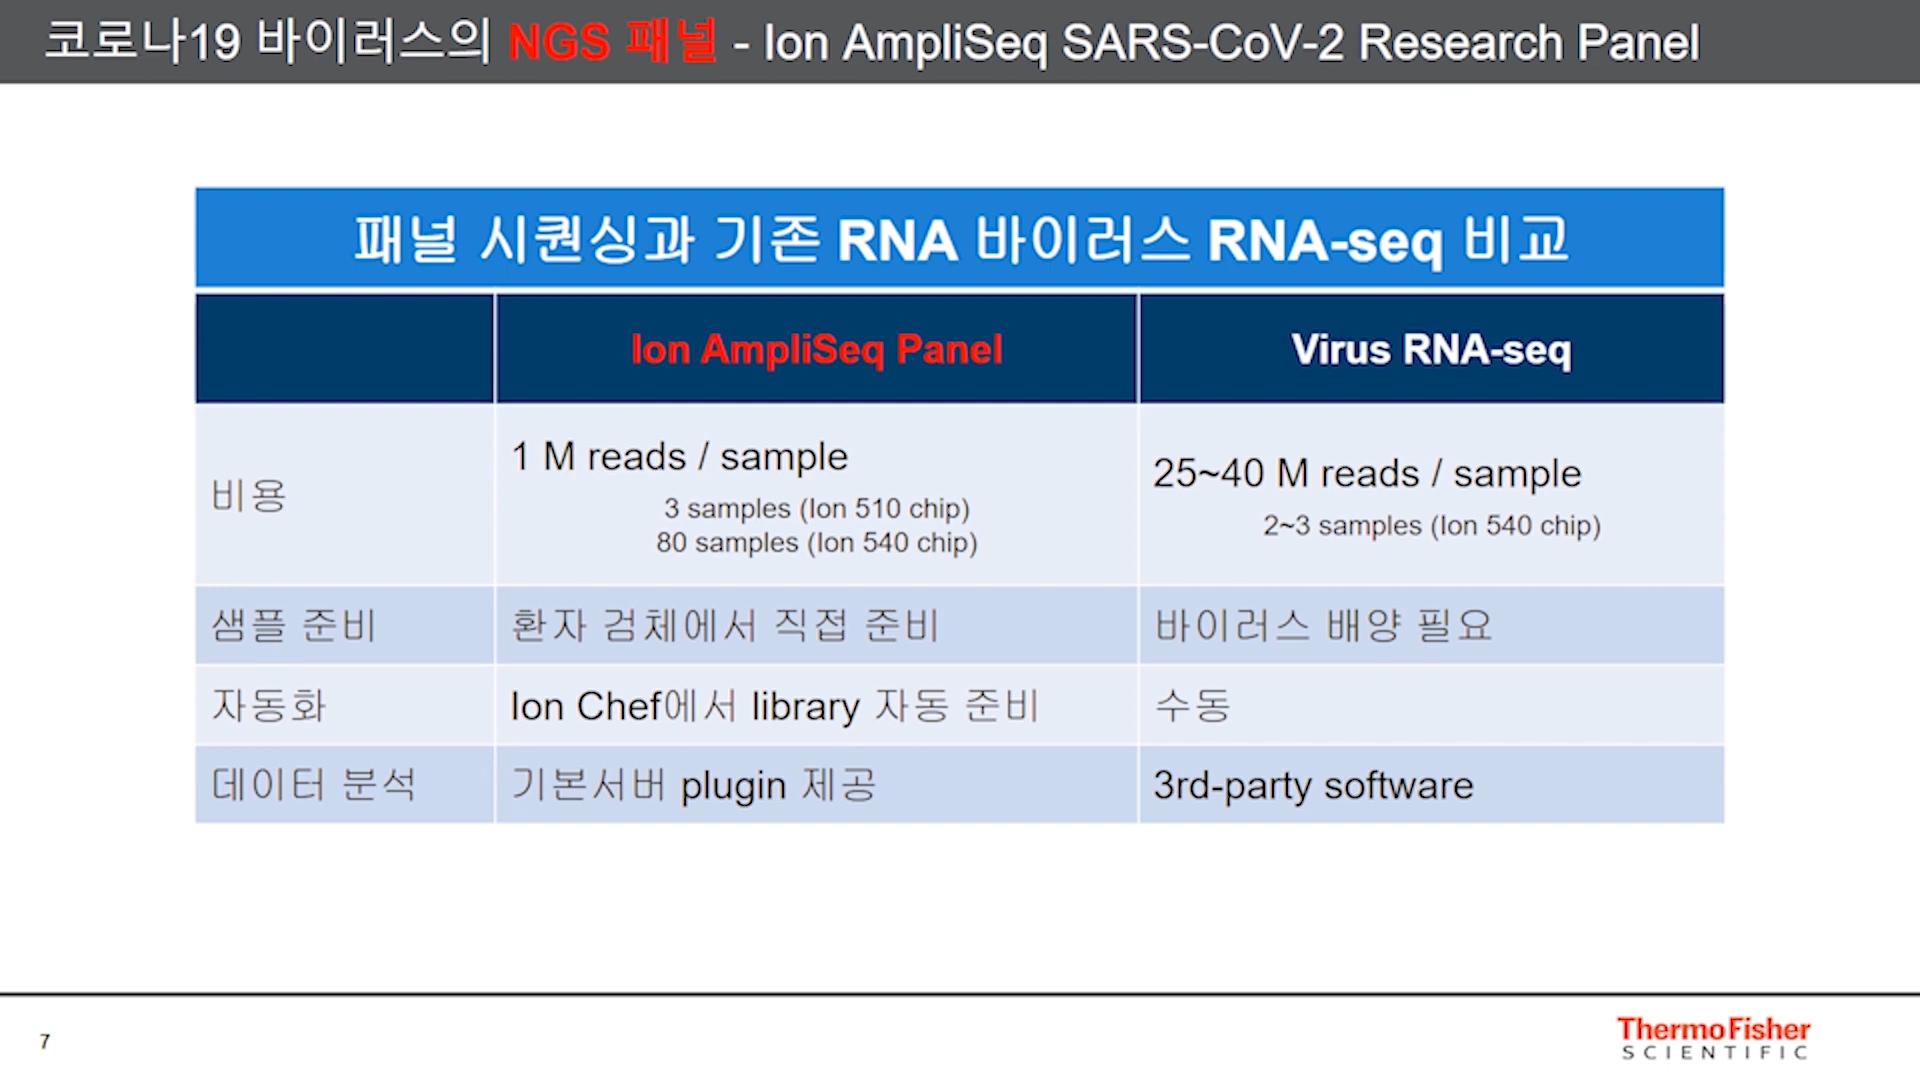 코로나19 바이러스의 NGS 패널 - Ion AmpliSeq SARS-CoV-2 Research Panel
패널 시퀀싱과 기존 RNA 바이러스 RNA-seq 비교
Ion AmpliSeq Panel
Virus RNA-seq
비용
1 M reads / sample
3 samples (Ion 510 chip)
80 samples (Ion 540 chip)
25~40 M reads / sample
2~3 samples (Ion 540 chip)
샘플 준비
환자 검체에서 직접 준비
바이러스 배양 필요
자동화
Ion Chef에서 library 자동 준비
수동
데이터 분석
기본서버 plugin 제공
3rd-party software
7
ThermoFisher
SCIENTIFIC